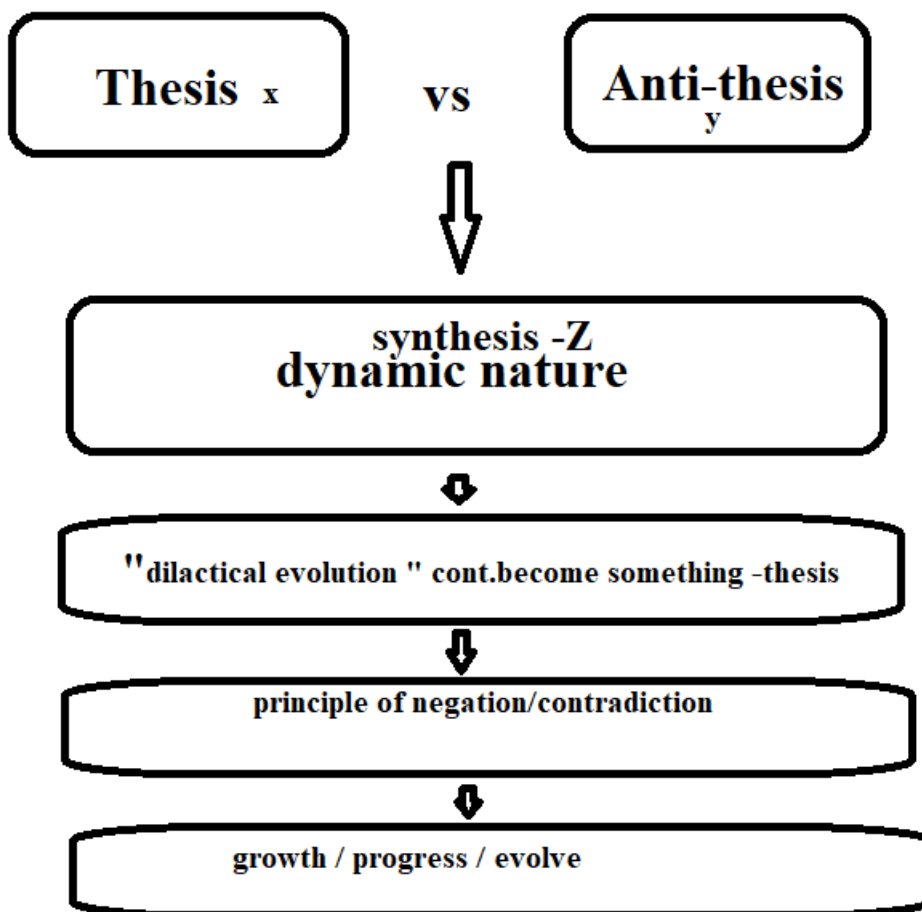 Thesis x vs Anti-thesis
y
synthesis -Z
dynamic nature
"dilactical evolution " cont.become something -thesis
principle of negation/contradiction
growth / progress / evolve